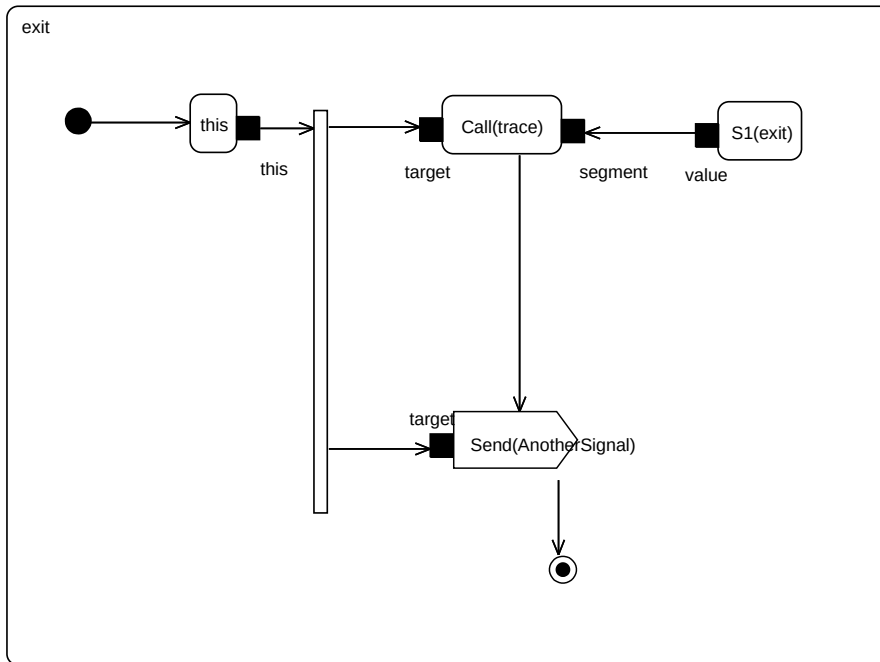 exit
this
Call(trace)
S1(exit)
this
target
segment
value
target
Send(AnotherSignal)